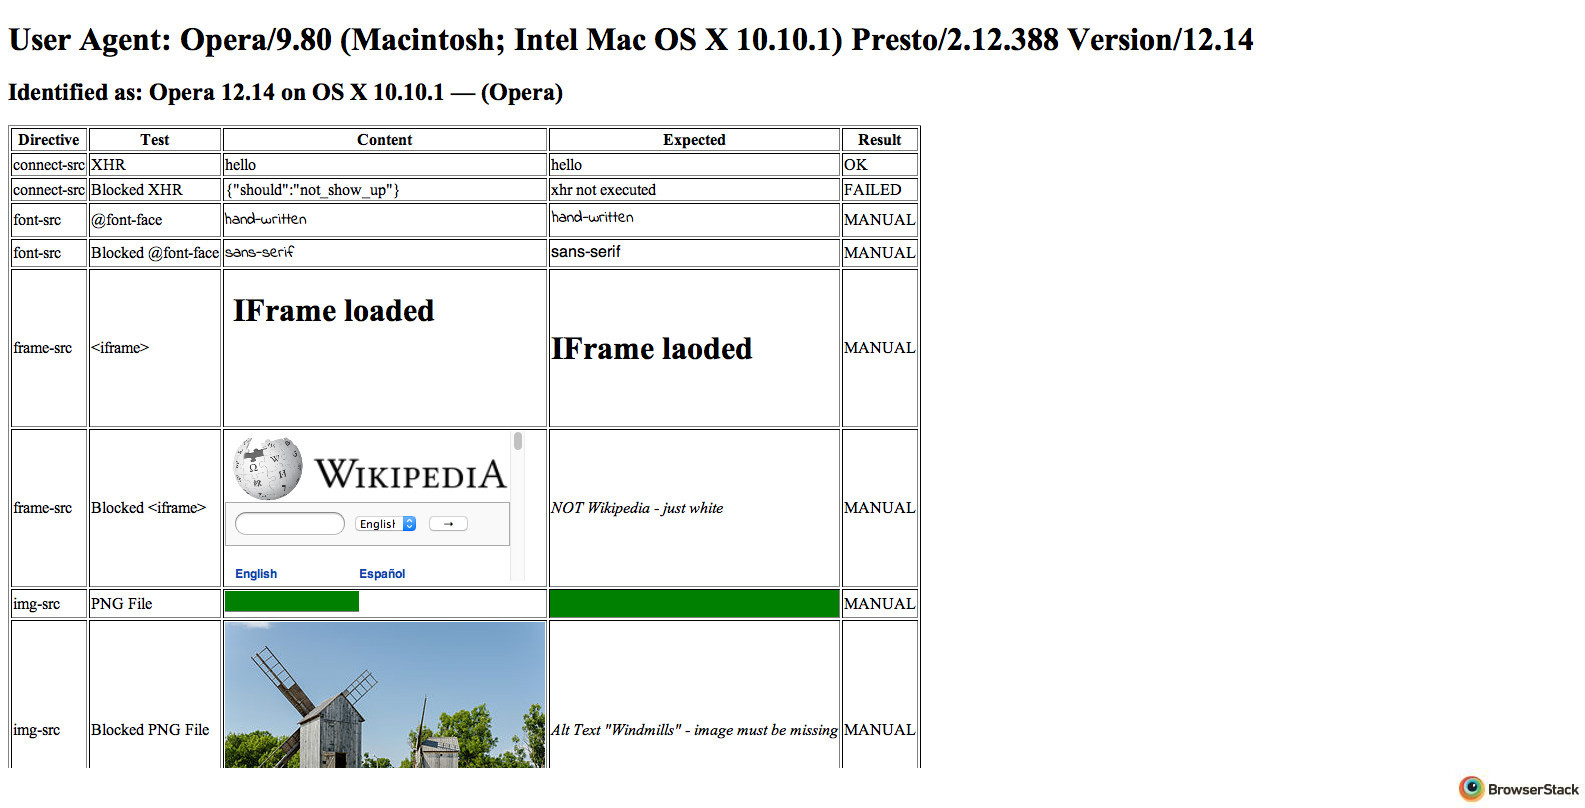 User Agent: Opera/9.80 (Macintosh; Intel Mac OS X 10.10.1) Presto/2.12.388 Version/12.14
Identified as: Opera 12.14 on OS X 10.10.1 — (Opera)
Directive Test Content Expected Result
connect-src XHR hello hello OK
connect-src Blocked XHR {"should":"not_show_up"} xhr not executed FAILED
font-src @font-face hand-written hand-written MANUAL
font-src Blocked @font-face sans-serif sans-serif MANUAL
IFrame loaded
frame-src <iframe> IFrame laoded MANUAL
WIKIPEDIA
frame-src Blocked <iframe> NOT Wikipedia - just white MANUAL
English →
English Español
img-src PNG File MANUAL
img-src Blocked PNG File Alt Text "Windmills" - image must be missing MANUAL
BrowserStack